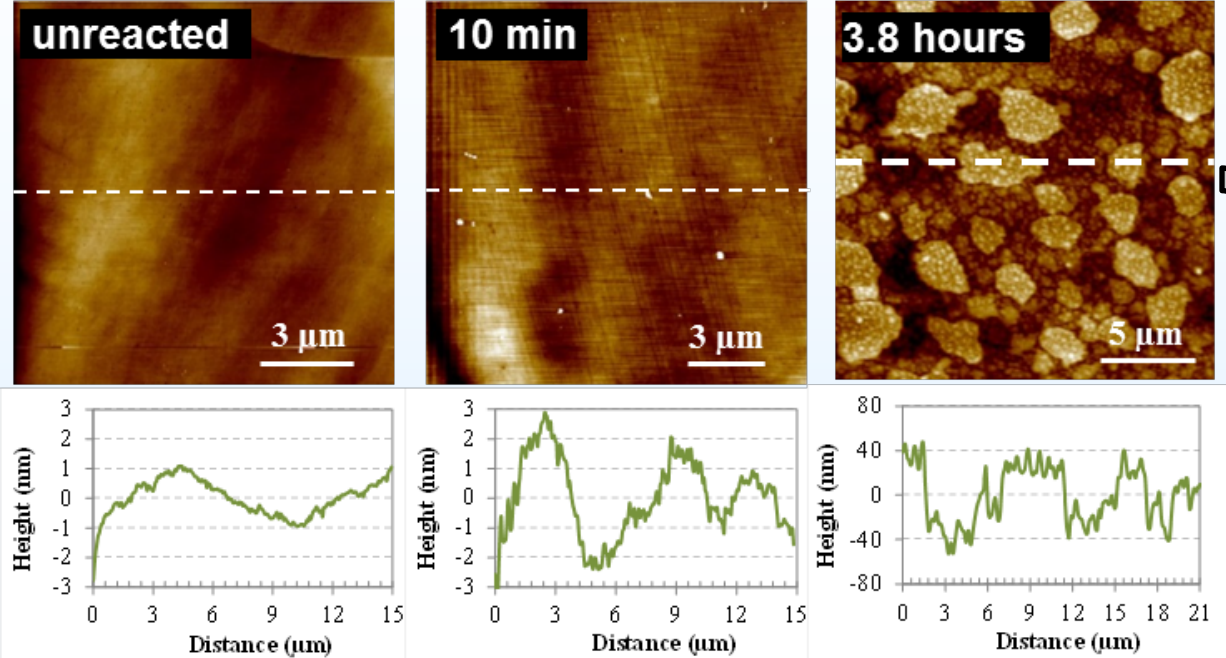 unreacted
10 min
3.8 hours
3 µm
3 µm
5 µm
Height (nm)
3
2
1
0
-1
-2
-3
0 3 6 9 12 15
Distance (µm)
Height (nm)
3
2
1
0
-1
-2
-3
0 3 6 9 12 15
Distance (µm)
Height (nm)
80
40
0
-40
-80
0 3 6 9 12 15 18 21
Distance (µm)